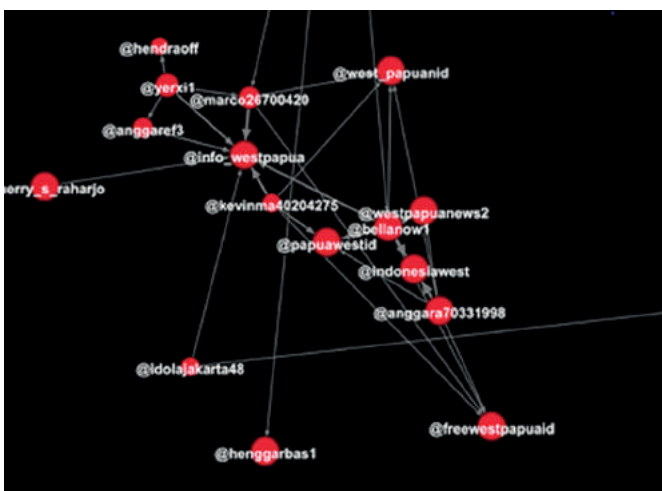 @hendraoff
@west_papuanid
@yerxi1
@marco26700420
@anggaref3
@info_westpapua
erry_s_raharjo
@kevinma40204275
@westpapuanews2
@bellanow1
@papuawestid
@indonesiawest
@anggara70331998
@idolajakarta48
@freewestpapuaid
@henggarbas1